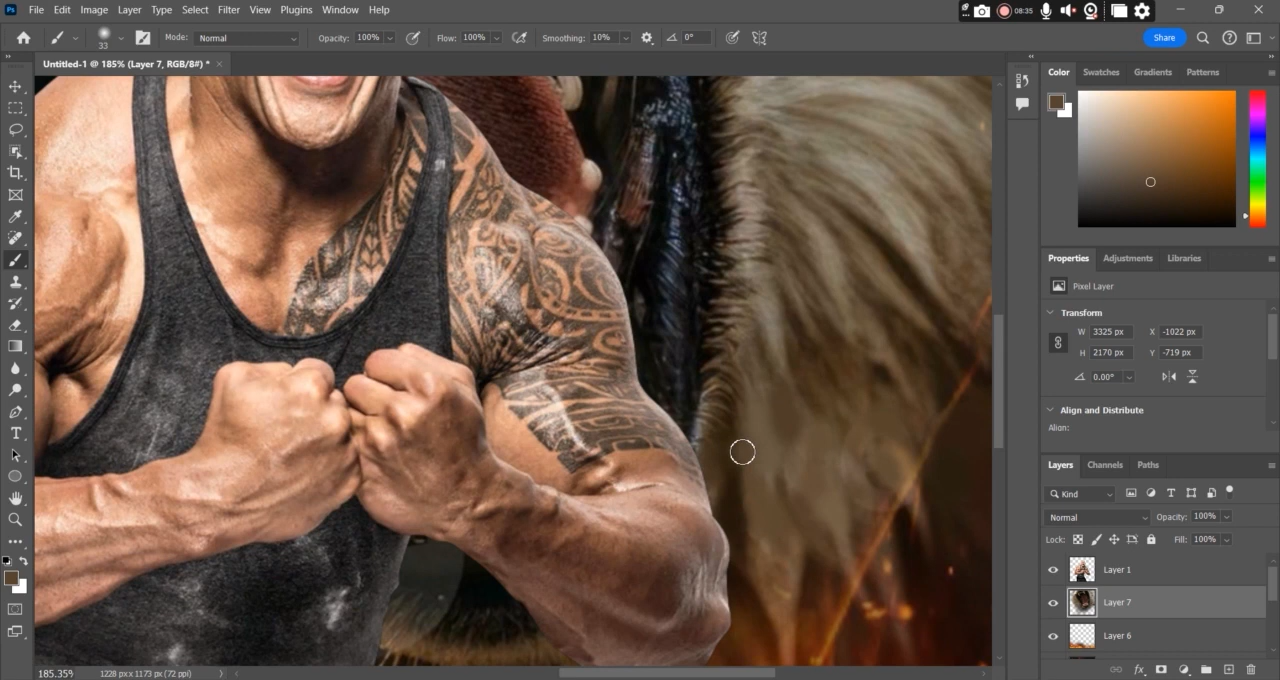 Ps File Edit Image Layer Type Select Filter View Plugins Window Help
08:35
33 Mode: Normal Opacity: 100% Flow: 100% Smoothing: 10% 0° Share
Untitled-1 @ 185% (Layer 7, RGB/8#) * ×
Color Swatches Gradients Patterns
Properties Adjustments Libraries
Pixel Layer
Transform
W 3325 px X -1022 px
H 2170 px Y -719 px
0.00°
Align and Distribute
Align:
Layers Channels Paths
Kind
Normal Opacity: 100%
Lock: Fill: 100%
Layer 1
Layer 7
Layer 6
fx
185.35% 1228 px x 1173 px (72 ppi)